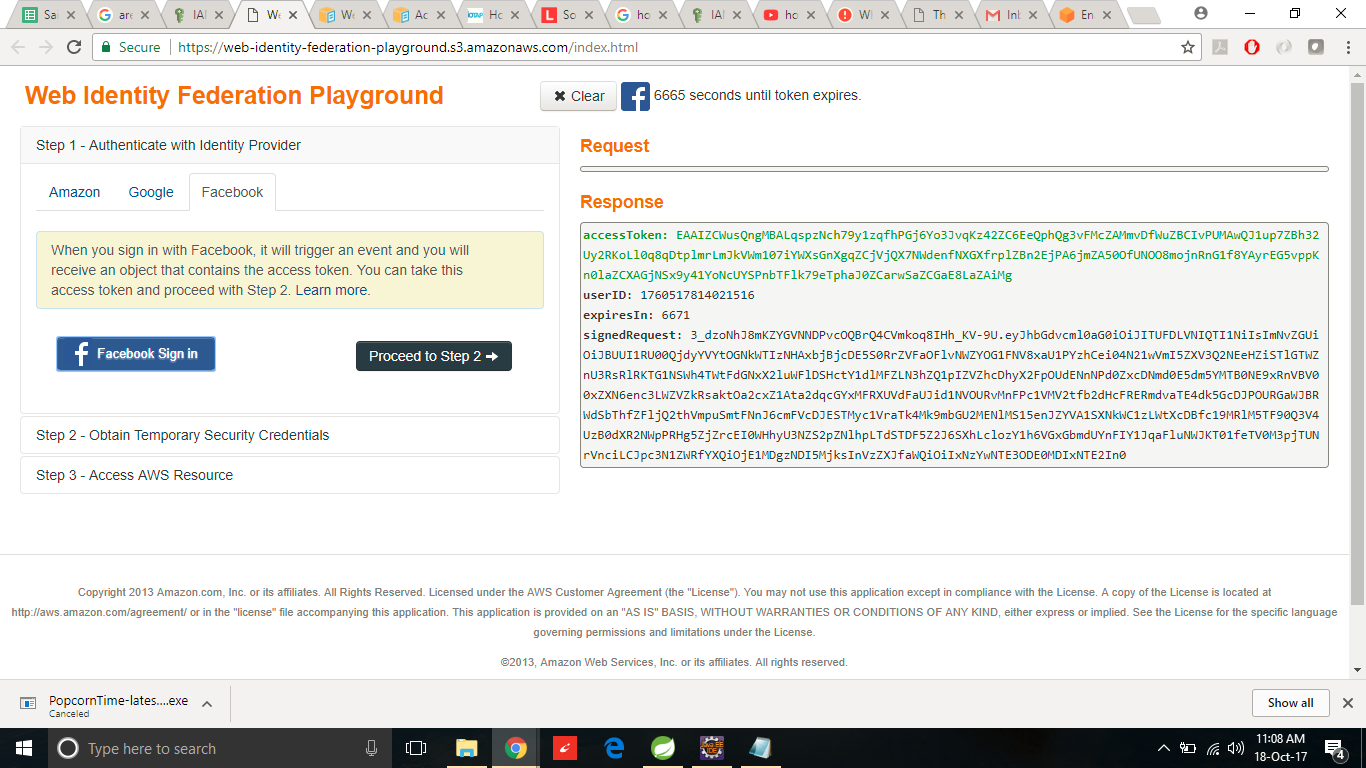 Sai
are
IAI
We
We
Ac
Ho
So
ho
IAI
ho
Wl
Th
Inb
En
Secure
https://web-identity-federation-playground.s3.amazonaws.com/index.html
Web Identity Federation Playground
Clear
6665 seconds until token expires.
Step 1 - Authenticate with Identity Provider
Amazon
Google
Facebook
When you sign in with Facebook, it will trigger an event and you will
receive an object that contains the access token. You can take this
access token and proceed with Step 2. Learn more.
Facebook Sign in
Proceed to Step 2
Step 2 - Obtain Temporary Security Credentials
Step 3 - Access AWS Resource
Request
Response
accessToken:
userID: 1760517814021516
expiresIn: 6671
signedRequest:
Copyright 2013 Amazon.com, Inc. or its affiliates. All Rights Reserved. Licensed under the AWS Customer Agreement (the "License"). You may not use this application except in compliance with the License. A copy of the License is located at
http://aws.amazon.com/agreement/ or in the "license" file accompanying this application. This application is provided on an "AS IS" BASIS, WITHOUT WARRANTIES OR CONDITIONS OF ANY KIND, either express or implied. See the License for the specific language
governing permissions and limitations under the License.
©2013, Amazon Web Services, Inc. or its affiliates. All rights reserved.
PopcornTime-lates....exe
Canceled
Show all
Type here to search
11:08 AM
18-Oct-17
4